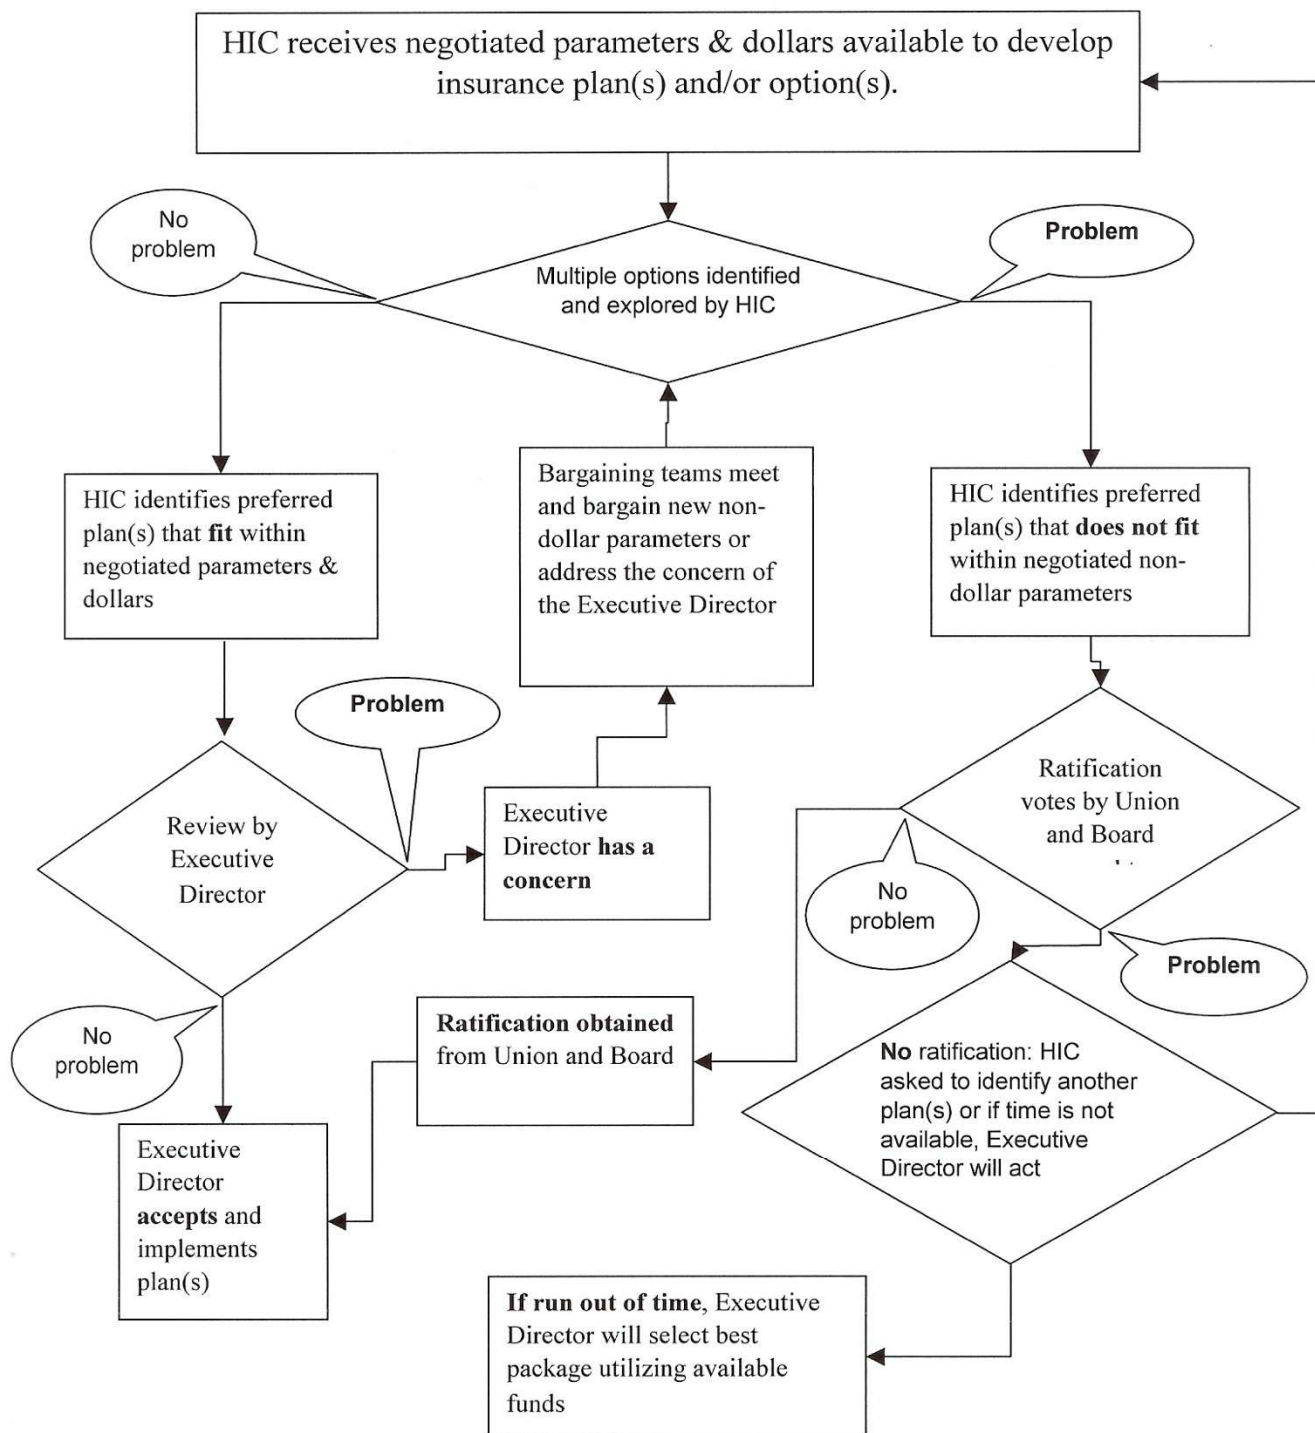 HIC receives negotiated parameters & dollars available to develop
insurance plan(s) and/or option(s).
No
problem
Problem
Multiple options identified
and explored by HIC
HIC identifies preferred
plan(s) that fit within
negotiated parameters &
dollars
Bargaining teams meet
and bargain new non-
dollar parameters or
address the concern of
the Executive Director
HIC identifies preferred
plan(s) that does not fit
within negotiated non-
dollar parameters
Problem
Review by
Executive
Director
Executive
Director has a
concern
Ratification
votes by Union
and Board
No
problem
Problem
No
problem
Ratification obtained
from Union and Board
No ratification: HIC
asked to identify another
plan(s) or if time is not
available, Executive
Director will act
Executive
Director
accepts and
implements
plan(s)
If run out of time, Executive
Director will select best
package utilizing available
funds